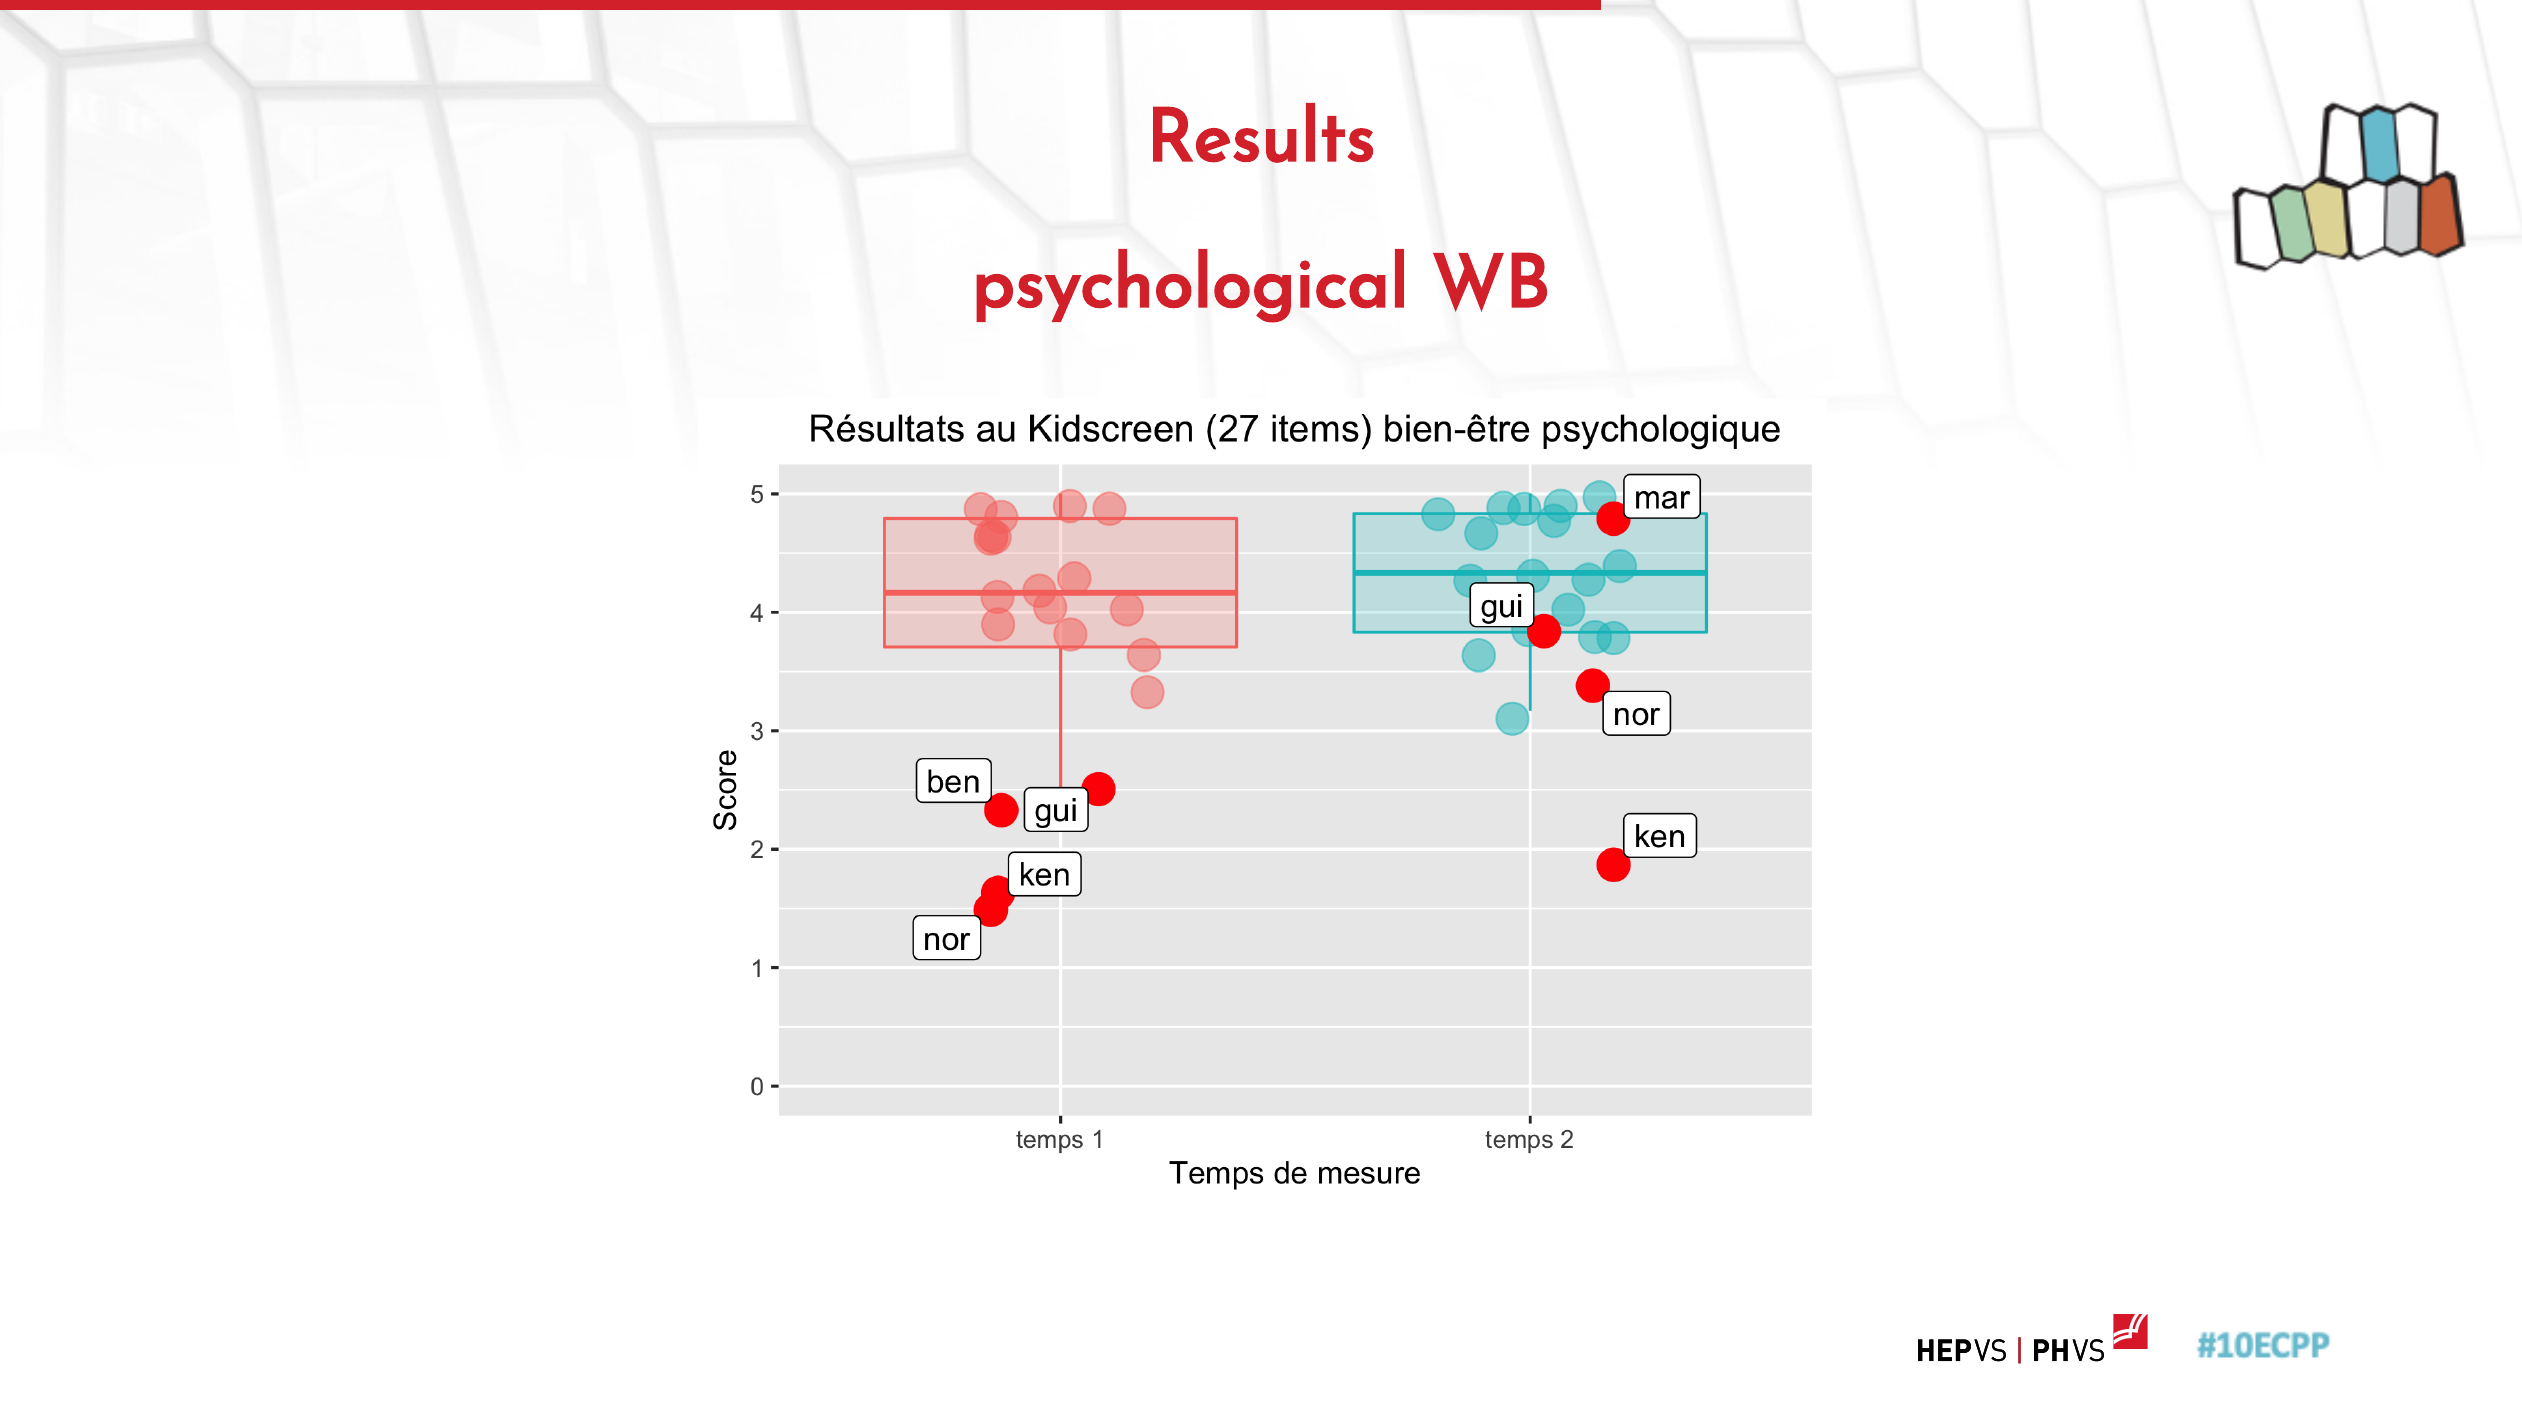 Results
psychological WB
Résultats au Kidscreen (27 items) bien-être psychologique
Score
5
4
3
2
1
0
ben
gui
ken
nor
mar
gui
nor
ken
temps 1
temps 2
Temps de mesure
HEPVS | PHVS
#10ECPP